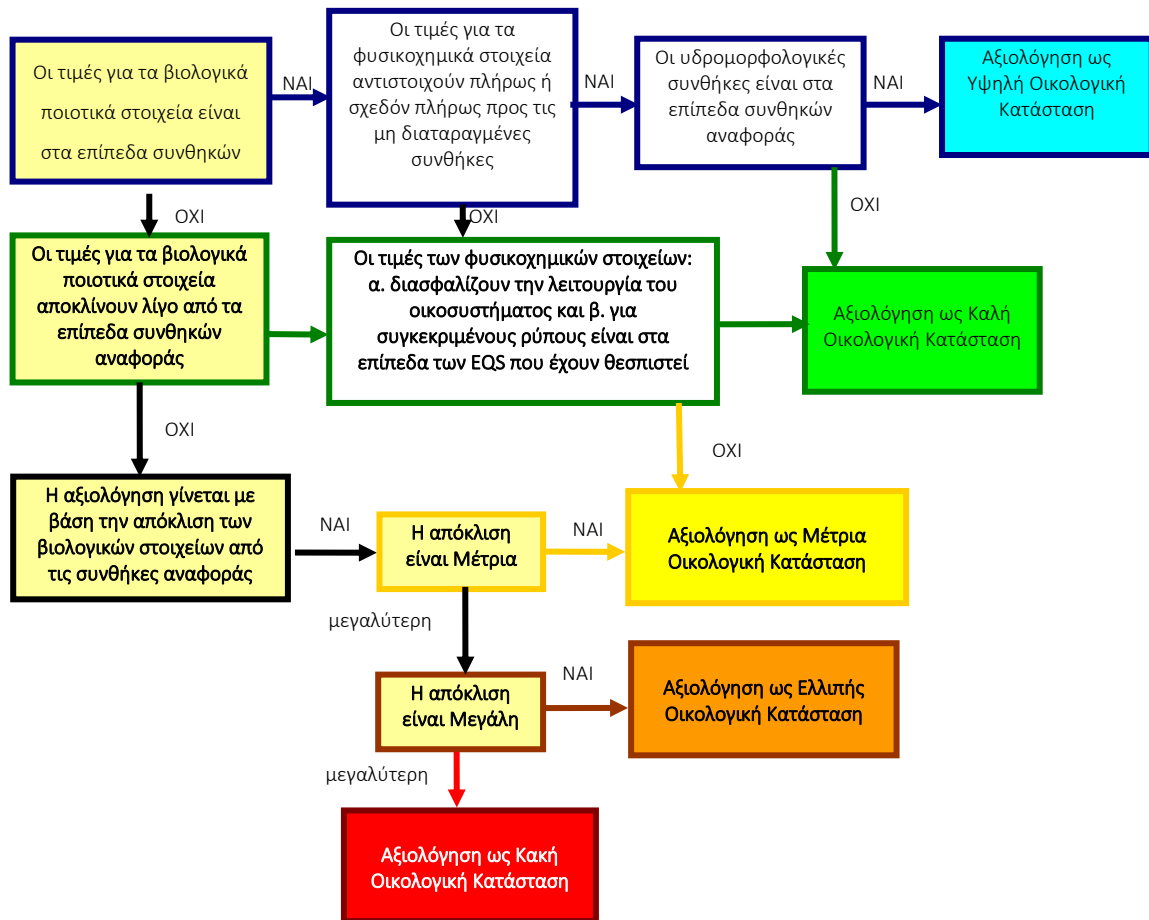 Οι τιμές για τα βιολογικά
ποιοτικά στοιχεία είναι
στα επίπεδα συνθηκών
ΝΑΙ
Οι τιμές για τα
φυσικοχημικά στοιχεία
αντιστοιχούν πλήρως ή
σχεδόν πλήρως προς τις
μη διαταραγμένες
συνθήκες
ΝΑΙ
Οι υδρομορφολογικές
συνθήκες είναι στα
επίπεδα συνθηκών
αναφοράς
ΝΑΙ
Αξιολόγηση ως
Υψηλή Οικολογική
Κατάσταση
ΟΧΙ
ΟΧΙ
ΟΧΙ
Οι τιμές για τα βιολογικά
ποιοτικά στοιχεία
αποκλίνουν λίγο από τα
επίπεδα συνθηκών
αναφοράς
Οι τιμές των φυσικοχημικών στοιχείων:
α. διασφαλίζουν την λειτουργία του
οικοσυστήματος και β. για
συγκεκριμένους ρύπους είναι στα
επίπεδα των EQS που έχουν θεσπιστεί
Αξιολόγηση ως Καλή
Οικολογική Κατάσταση
ΟΧΙ
ΟΧΙ
Η αξιολόγηση γίνεται με
βάση την απόκλιση των
βιολογικών στοιχείων από
τις συνθήκες αναφοράς
ΝΑΙ
Η απόκλιση
είναι Μέτρια
ΝΑΙ
Αξιολόγηση ως Μέτρια
Οικολογική Κατάσταση
μεγαλύτερη
Η απόκλιση
είναι Μεγάλη
ΝΑΙ
Αξιολόγηση ως Ελλιπής
Οικολογική Κατάσταση
μεγαλύτερη
Αξιολόγηση ως Κακή
Οικολογική Κατάσταση